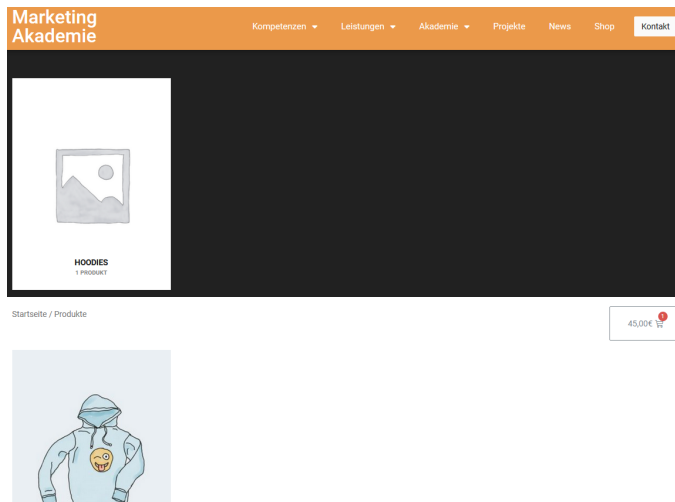 Marketing
Akademie
Kompetenzen
Leistungen
Akademie
Projekte
News
Shop
Kontakt
HOODIES
1 PRODUKT
Startseite / Produkte
45,00€
1